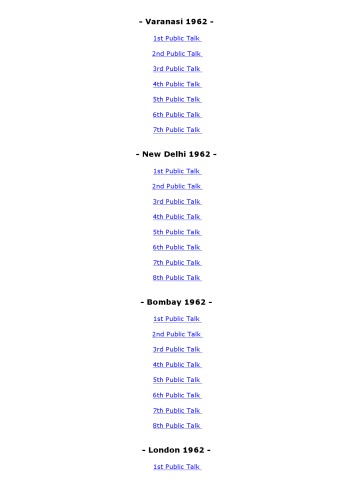 - Varanasi 1962 -
1st Public Talk
2nd Public Talk
3rd Public Talk
4th Public Talk
5th Public Talk
6th Public Talk
7th Public Talk
- New Delhi 1962 -
1st Public Talk
2nd Public Talk
3rd Public Talk
4th Public Talk
5th Public Talk
6th Public Talk
7th Public Talk
8th Public Talk
- Bombay 1962 -
1st Public Talk
2nd Public Talk
3rd Public Talk
4th Public Talk
5th Public Talk
6th Public Talk
7th Public Talk
8th Public Talk
- London 1962 -
1st Public Talk